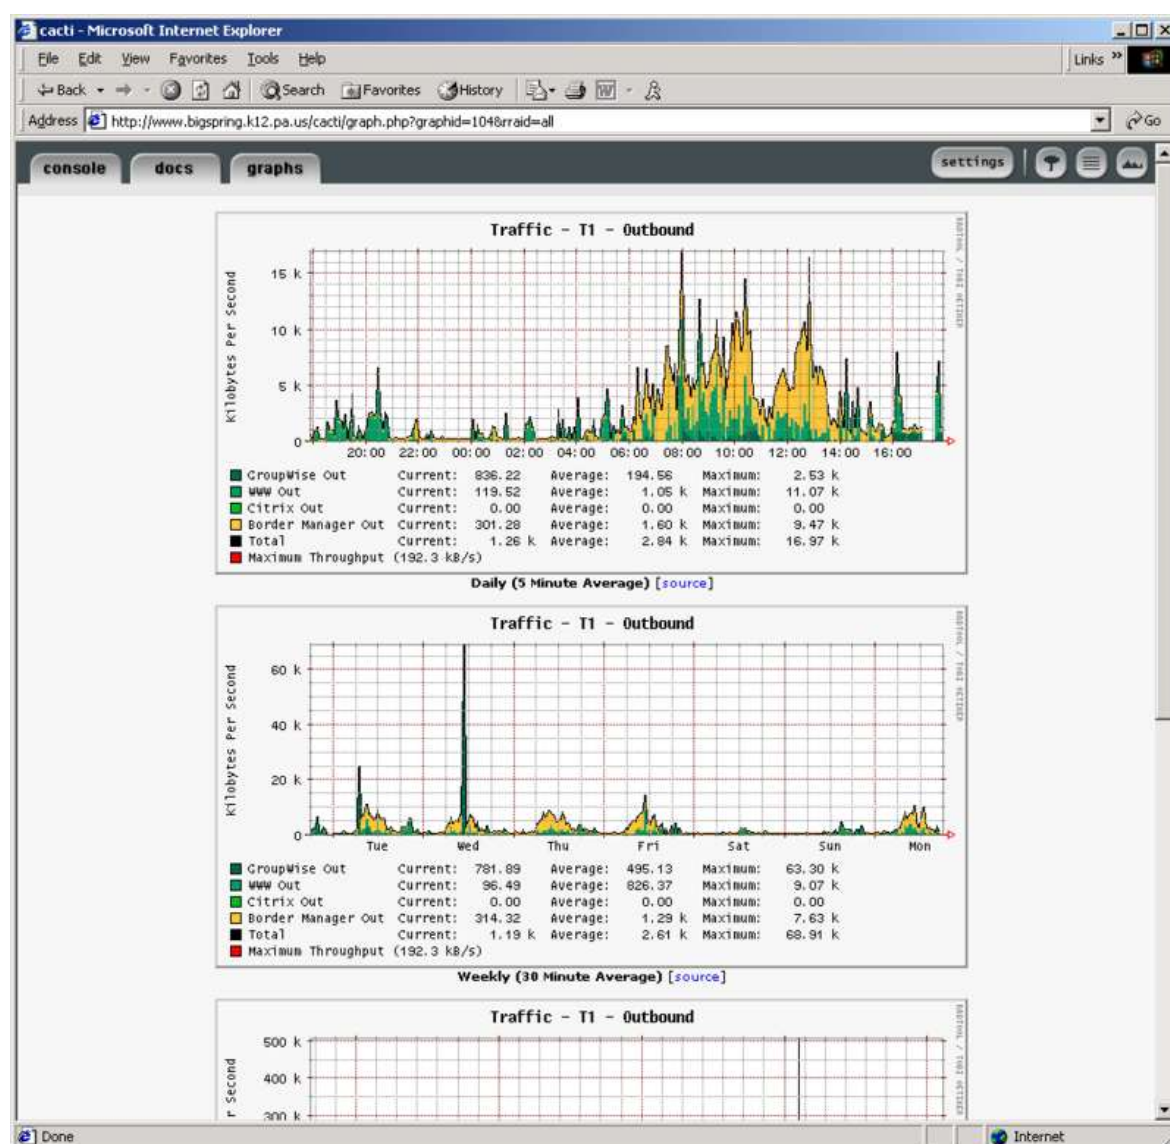 cacti - Microsoft Internet Explorer
File Edit View Favorites Tools Help Links »
Back Search Favorites History
Address http://www.bigspring.k12.pa.us/cacti/graph.php?graphid=104&rraid=all Go
console docs graphs settings
Traffic - T1 - Outbound
RRDTOOL / TOBI OETIKER
Kilobytes Per Second
15 k
10 k
5 k
0
20:00 22:00 00:00 02:00 04:00 06:00 08:00 10:00 12:00 14:00 16:00
GroupWise Out Current: 836.22 Average: 194.56 Maximum: 2.53 k
WWW Out Current: 119.52 Average: 1.05 k Maximum: 11.07 k
Citrix Out Current: 0.00 Average: 0.00 Maximum: 0.00
Border Manager Out Current: 301.28 Average: 1.60 k Maximum: 9.47 k
Total Current: 1.26 k Average: 2.84 k Maximum: 16.97 k
Maximum Throughput (192.3 kB/s)
Daily (5 Minute Average) [source]
Traffic - T1 - Outbound
RRDTOOL / TOBI OETIKER
Kilobytes Per Second
60 k
40 k
20 k
0
Tue Wed Thu Fri Sat Sun Mon
GroupWise Out Current: 781.89 Average: 495.13 Maximum: 63.30 k
WWW Out Current: 96.49 Average: 826.37 Maximum: 9.07 k
Citrix Out Current: 0.00 Average: 0.00 Maximum: 0.00
Border Manager Out Current: 314.32 Average: 1.29 k Maximum: 7.63 k
Total Current: 1.19 k Average: 2.61 k Maximum: 68.91 k
Maximum Throughput (192.3 kB/s)
Weekly (30 Minute Average) [source]
Traffic - T1 - Outbound
RRDTOOL / TOBI OETIKER
r Second
500 k
400 k
300 k
Done Internet